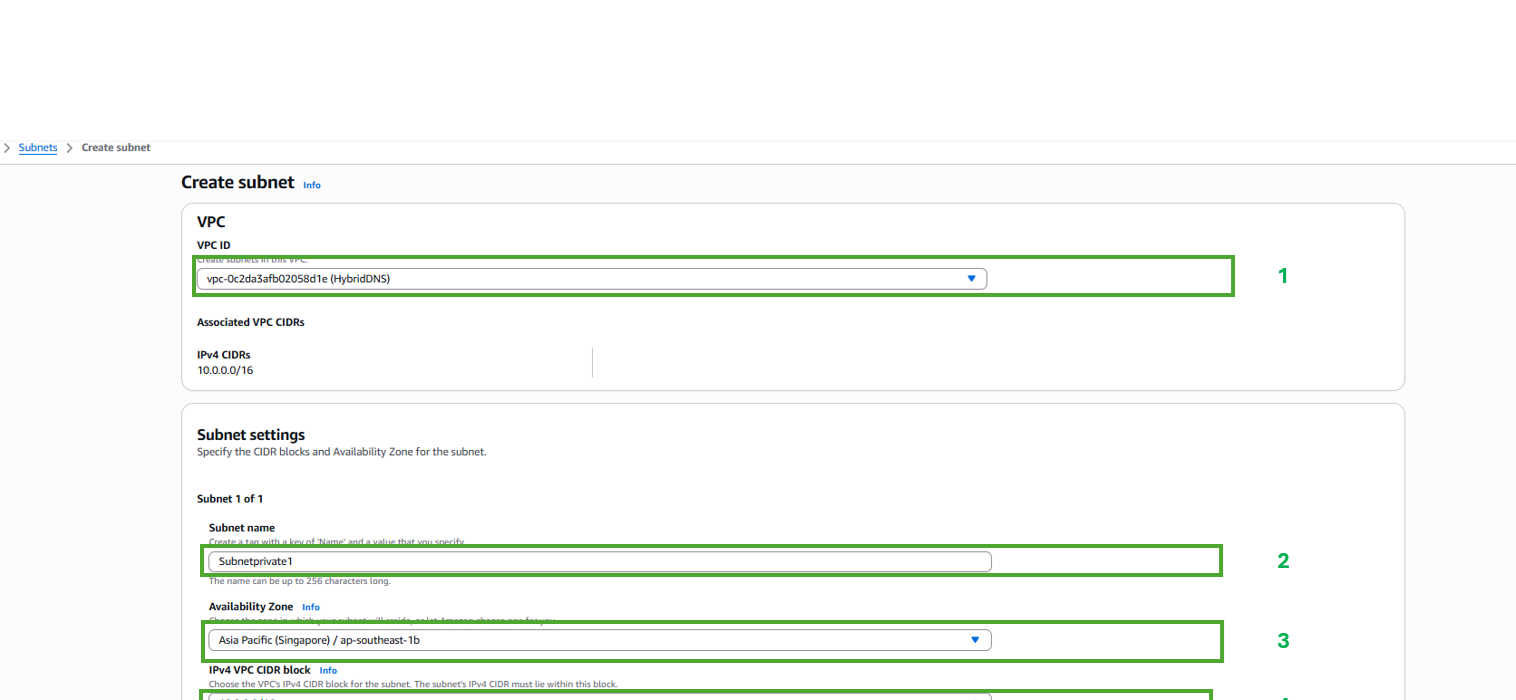 Subnets > Create subnet
Create subnet Info
VPC
VPC ID
Create subnets in this VPC.
vpc-0c2da3afb02058d1e (HybridDNS)
1
Associated VPC CIDRs
IPv4 CIDRs
10.0.0.0/16
Subnet settings
Specify the CIDR blocks and Availability Zone for the subnet.
Subnet 1 of 1
Subnet name
Create a tag with a key of 'Name' and a value that you specify.
Subnetprivate1
2
The name can be up to 256 characters long.
Availability Zone Info
Choose the zone in which your subnet will reside, or let Amazon choose one for you.
Asia Pacific (Singapore) / ap-southeast-1b
3
IPv4 VPC CIDR block Info
Choose the VPC's IPv4 CIDR block for the subnet. The subnet's IPv4 CIDR must lie within this block.